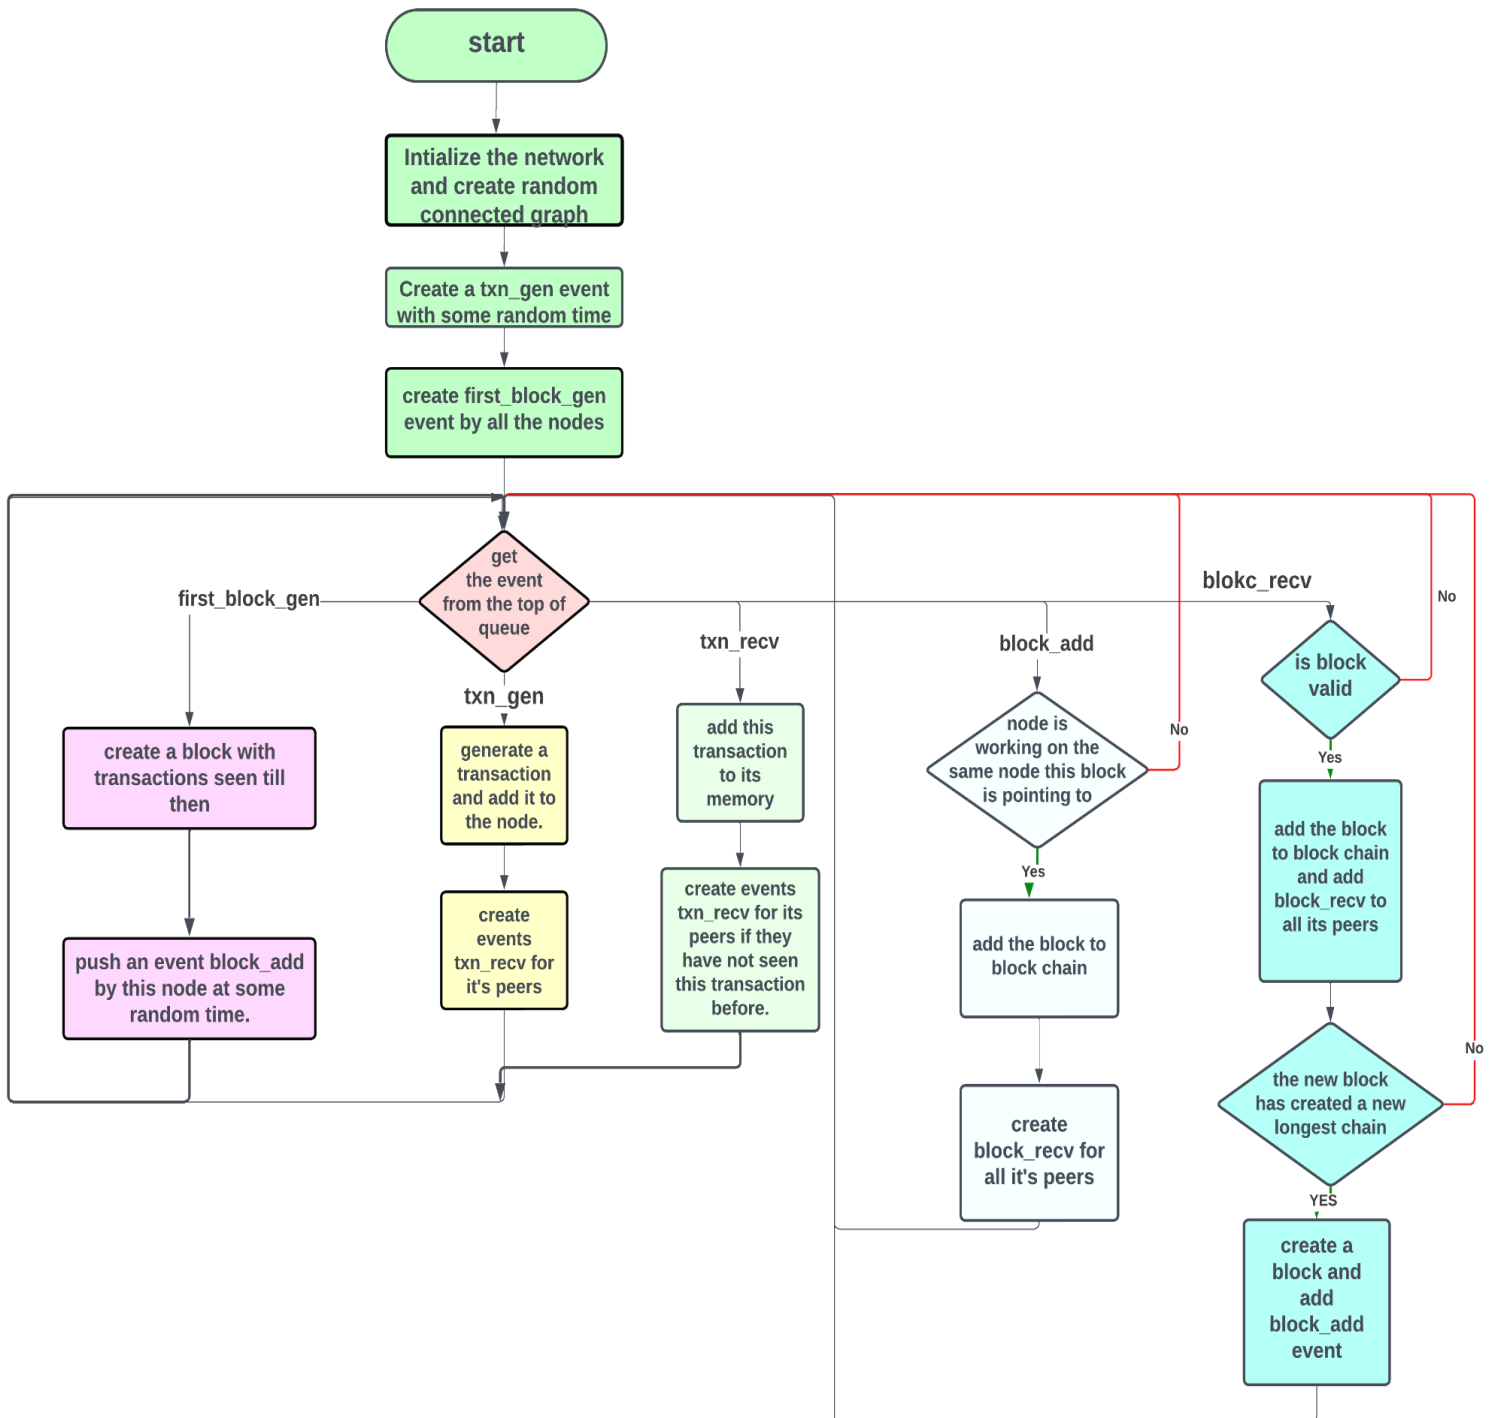 start
Intialize the network
and create random
connected graph
Create a txn_gen event
with some random time
create first_block_gen
event by all the nodes
get
the event
from the top of
queue
first_block_gen
create a block with
transactions seen till
then
push an event block_add
by this node at some
random time.
txn_gen
generate a
transaction
and add it to
the node.
create
events
txn_recv for
it's peers
txn_recv
add this
transaction
to its
memory
create events
txn_recv for its
peers if they
have not seen
this transaction
before.
block_add
node is
working on the
same node this block
is pointing to
No
Yes
add the block to
block chain
create
block_recv for
all it's peers
blokc_recv
is block
valid
No
Yes
add the block
to block chain
and add
block_recv to
all its peers
the new block
has created a new
longest chain
No
YES
create a
block and
add
block_add
event